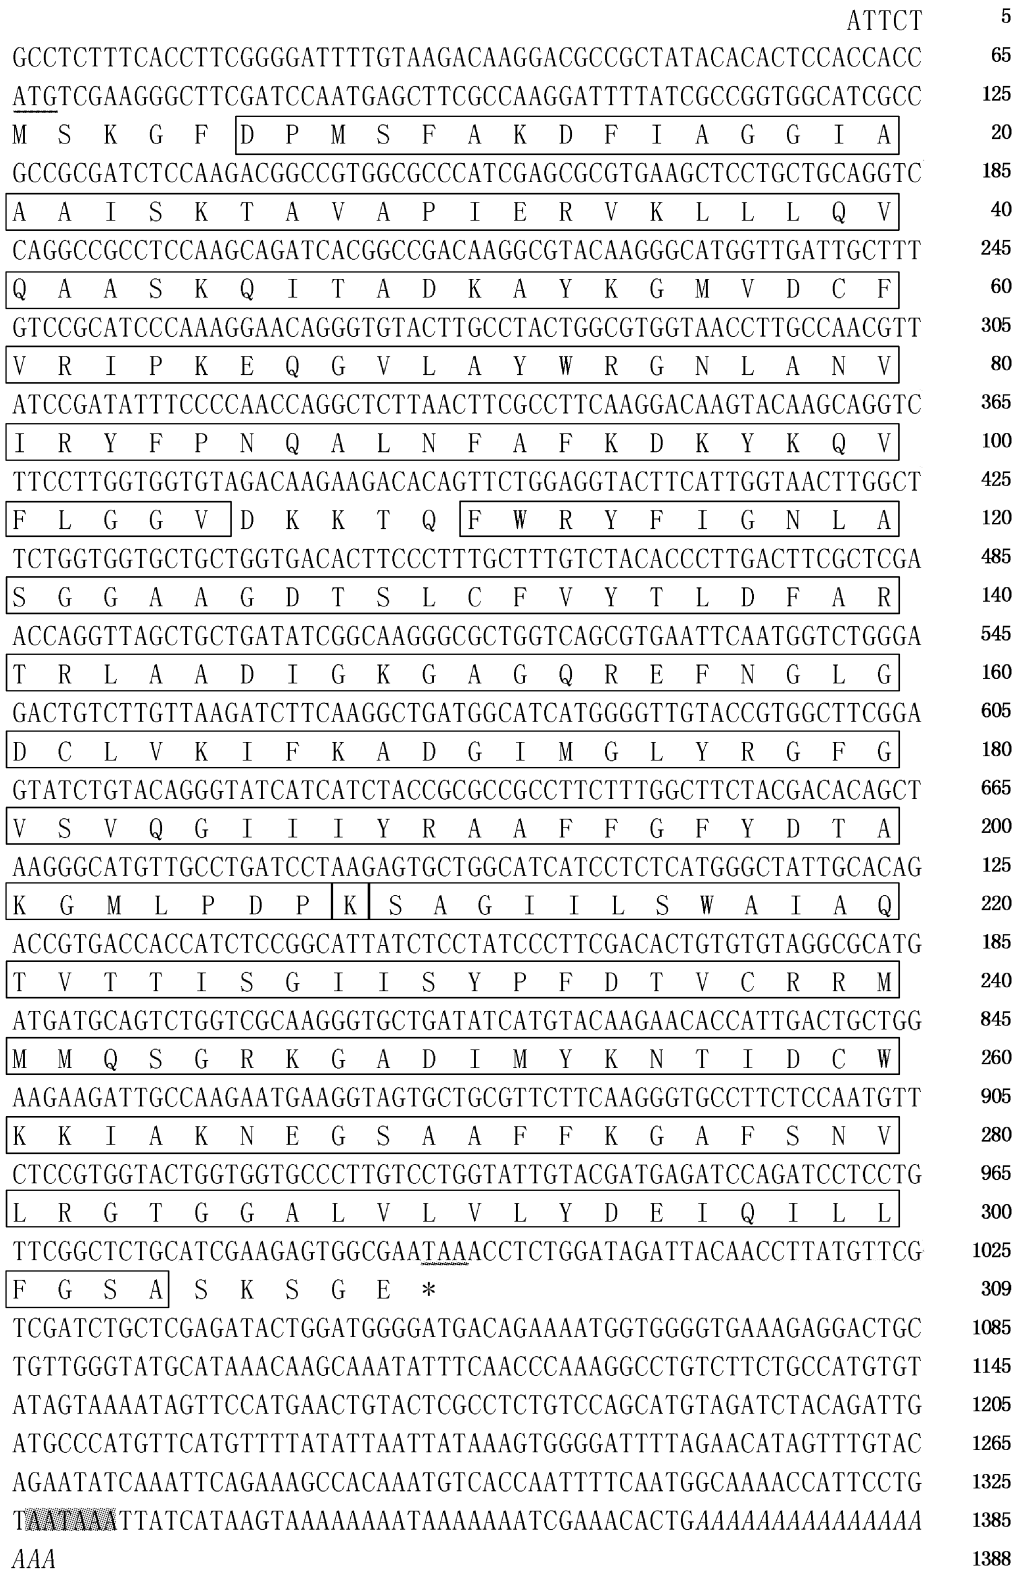 ATTCT 5
GCCTCTTTCACCTTCGGGGATTTTGTAAGACAAGGACGCCGCTATACACACTCCACCACC 65
ATGTCGAAGGGCTTCGATCCAATGAGCTTCGCCAAGGATTTTATCGCCGGTGGCATCGCC 125
M S K G F D P M S F A K D F I A G G I A 20
GCCGCGATCTCCAAGACGGCCGTGGCGCCCATCGAGCGCGTGAAGCTCCTGCTGCAGGTC 185
A A I S K T A V A P I E R V K L L L Q V 40
CAGGCCGCCTCCAAGCAGATCACGGCCGACAAGGCGTACAAGGGCATGGTTGATTGCTTT 245
Q A A S K Q I T A D K A Y K G M V D C F 60
GTCCGCATCCCAAAGGAACAGGGTGTACTTGCCTACTGGCGTGGTAACCTTGCCAACGTT 305
V R I P K E Q G V L A Y W R G N L A N V 80
ATCCGATATTTCCCCAACCAGGCTCTTAACTTCGCCTTCAAGGACAAGTACAAGCAGGTC 365
I R Y F P N Q A L N F A F K D K Y K Q V 100
TTCCTTGGTGGTGTAGACAAGAAGACACAGTTCTGGAGGTACTTCATTGGTAACTTGGCT 425
F L G G V D K K T Q F W R Y F I G N L A 120
TCTGGTGGTGCTGCTGGTGACACTTCCCTTTGCTTTGTCTACACCCTTGACTTCGCTCGA 485
S G G A A G D T S L C F V Y T L D F A R 140
ACCAGGTTAGCTGCTGATATCGGCAAGGGCGCTGGTCAGCGTGAATTCAATGGTCTGGGA 545
T R L A A D I G K G A G Q R E F N G L G 160
GACTGTCTTGTTAAGATCTTCAAGGCTGATGGCATCATGGGGTTGTACCGTGGCTTCGGA 605
D C L V K I F K A D G I M G L Y R G F G 180
GTATCTGTACAGGGTATCATCATCTACCGCGCCGCCTTCTTTGGCTTCTACGACACAGCT 665
V S V Q G I I I Y R A A F F G F Y D T A 200
AAGGGCATGTTGCCTGATCCTAAGAGTGCTGGCATCATCCTCTCATGGGCTATTGCACAG 125
K G M L P D P K S A G I I L S W A I A Q 220
ACCGTGACCACCATCTCCGGCATTATCTCCTATCCCTTCGACACTGTGTGTAGGCGCATG 185
T V T T I S G I I S Y P F D T V C R R M 240
ATGATGCAGTCTGGTCGCAAGGGTGCTGATATCATGTACAAGAACACCATTGACTGCTGG 845
M M Q S G R K G A D I M Y K N T I D C W 260
AAGAAGATTGCCAAGAATGAAGGTAGTGCTGCGTTCTTCAAGGGTGCCTTCTCCAATGTT 905
K K I A K N E G S A A F F K G A F S N V 280
CTCCGTGGTACTGGTGGTGCCCTTGTCCTGGTATTGTACGATGAGATCCAGATCCTCCTG 965
L R G T G G A L V L V L Y D E I Q I L L 300
TTCGGCTCTGCATCGAAGAGTGGCGAATAAACCTCTGGATAGATTACAACCTTATGTTCG 1025
F G S A S K S G E * 309
TCGATCTGCTCGAGATACTGGATGGGGATGACAGAAAATGGTGGGGTGAAAGAGGACTGC 1085
TGTTGGGTATGCATAAACAAGCAAATATTTCAACCCAAAGGCCTGTCTTCTGCCATGTGT 1145
ATAGTAAAATAGTTCCATGAACTGTACTCGCCTCTGTCCAGCATGTAGATCTACAGATTG 1205
ATGCCCATGTTCATGTTTTATATTAATTATAAAGTGGGGATTTTAGAACATAGTTTGTAC 1265
AGAATATCAAATTCAGAAAGCCACAAATGTCACCAATTTTCAATGGCAAAACCATTCCTG 1325
TAATAAATTATCATAAGTAAAAAAAATAAAAAAATCGAAACACTGAAAAAAAAAAAAAAA 1385
AAA 1388